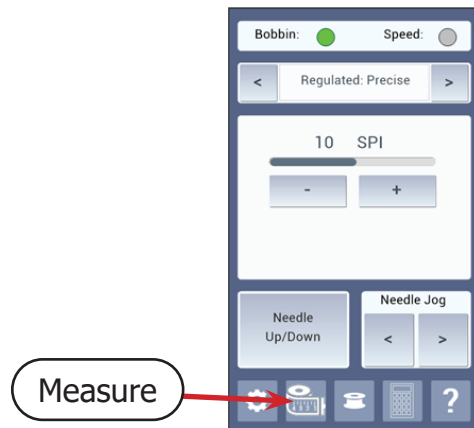 Bobbin: Speed:
< Regulated: Precise >
10 SPI
- +
Needle
Up/Down
Needle Jog
< >
Measure
?